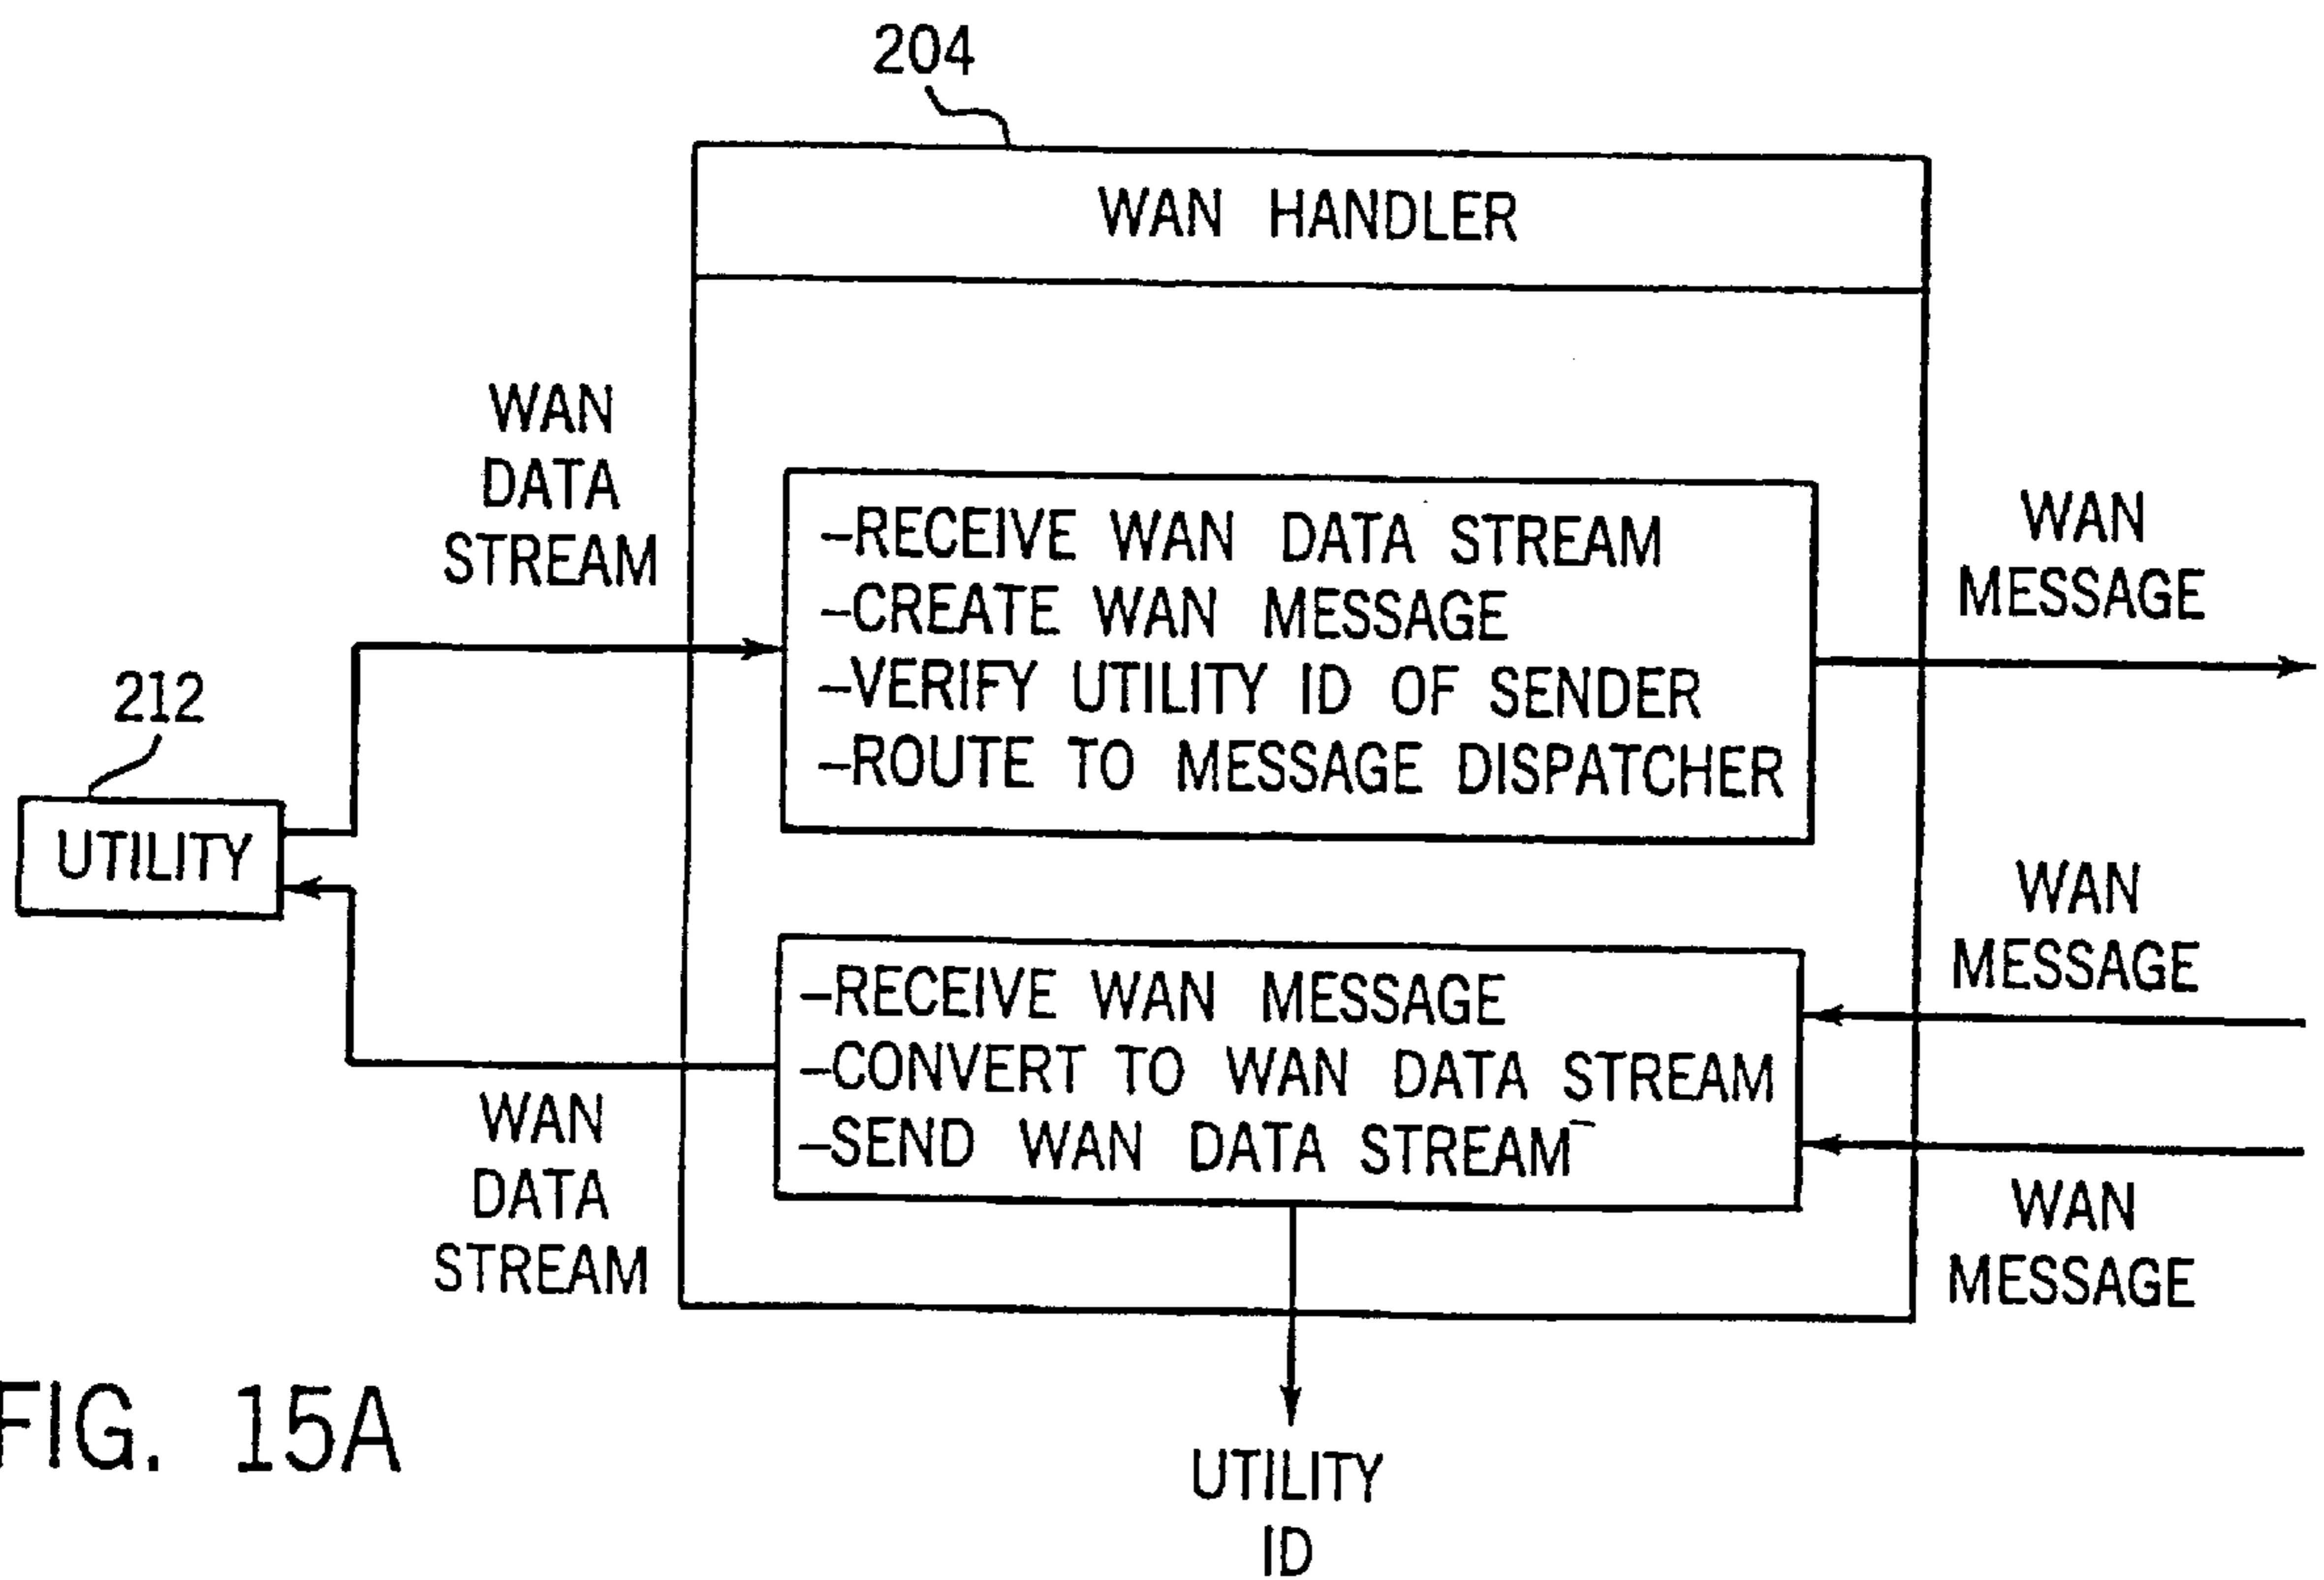 204
WAN HANDLER
WAN
DATA
STREAM
–RECEIVE WAN DATA STREAM
–CREATE WAN MESSAGE
–VERIFY UTILITY ID OF SENDER
–ROUTE TO MESSAGE DISPATCHER
WAN
MESSAGE
212
UTILITY
WAN
MESSAGE
–RECEIVE WAN MESSAGE
–CONVERT TO WAN DATA STREAM
–SEND WAN DATA STREAM
WAN
DATA
STREAM
WAN
MESSAGE
UTILITY
ID
FIG. 15A